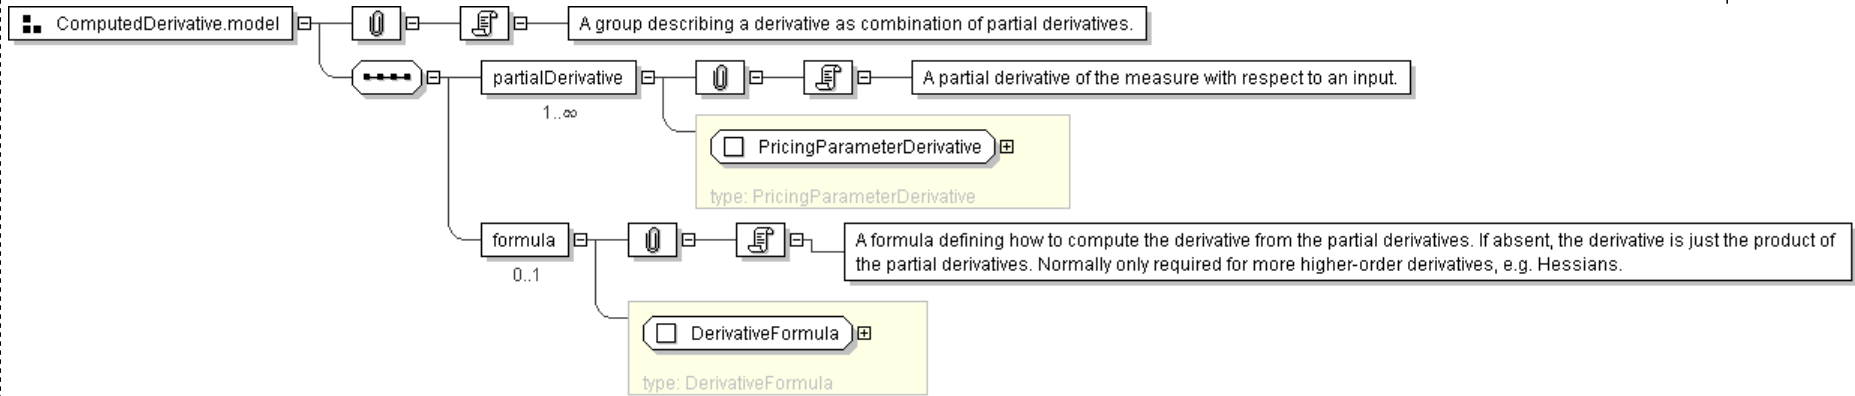 ComputedDerivative.model
A group describing a derivative as combination of partial derivatives.
partialDerivative
1..∞
A partial derivative of the measure with respect to an input.
PricingParameterDerivative
type: PricingParameterDerivative
formula
0..1
A formula defining how to compute the derivative from the partial derivatives. If absent, the derivative is just the product of
the partial derivatives. Normally only required for more higher-order derivatives, e.g. Hessians.
DerivativeFormula
type: DerivativeFormula